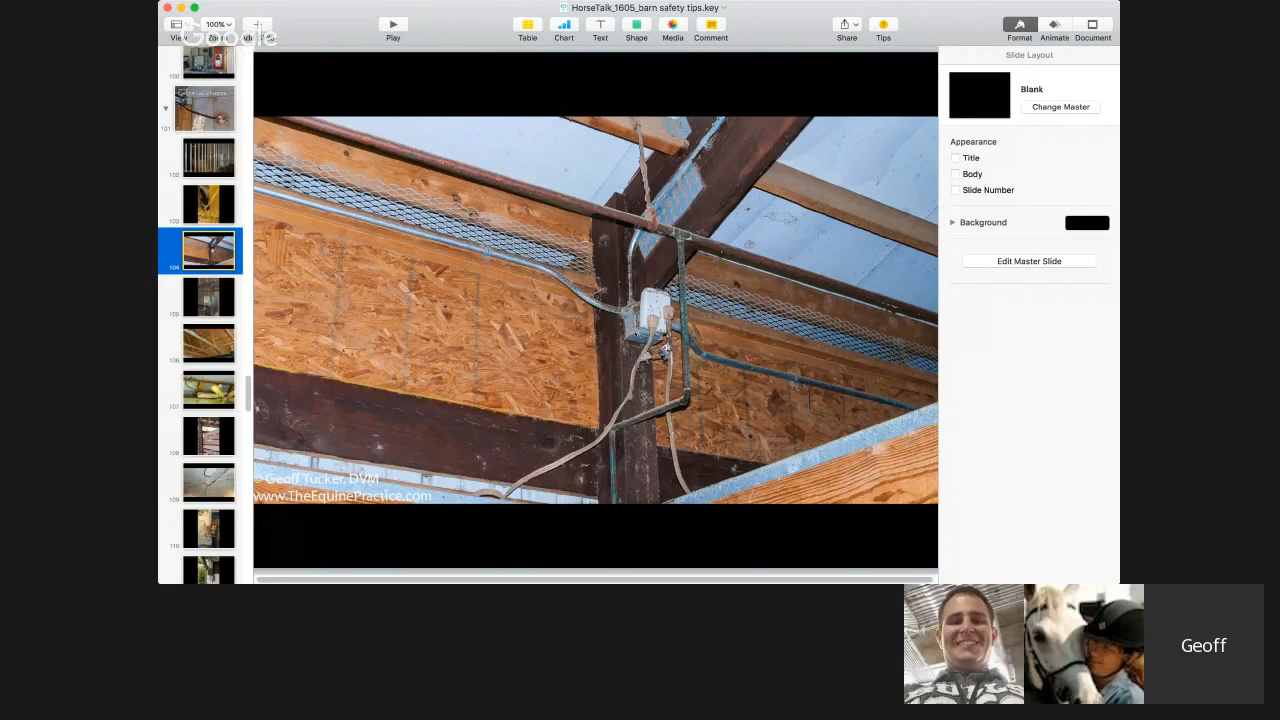 HorseTalk_1605_barn safety tips.key
100%
Google
View
Zoom
Play
Table
Chart
Text
Shape
Media
Comment
Share
Tips
Format
Animate
Document
Slide Layout
Blank
Change Master
Appearance
Title
Body
Slide Number
Background
Edit Master Slide
100
101
102
103
104
105
106
107
108
109
110
©Geoff Tucker, DVM
www.TheEquinePractice.com
Geoff